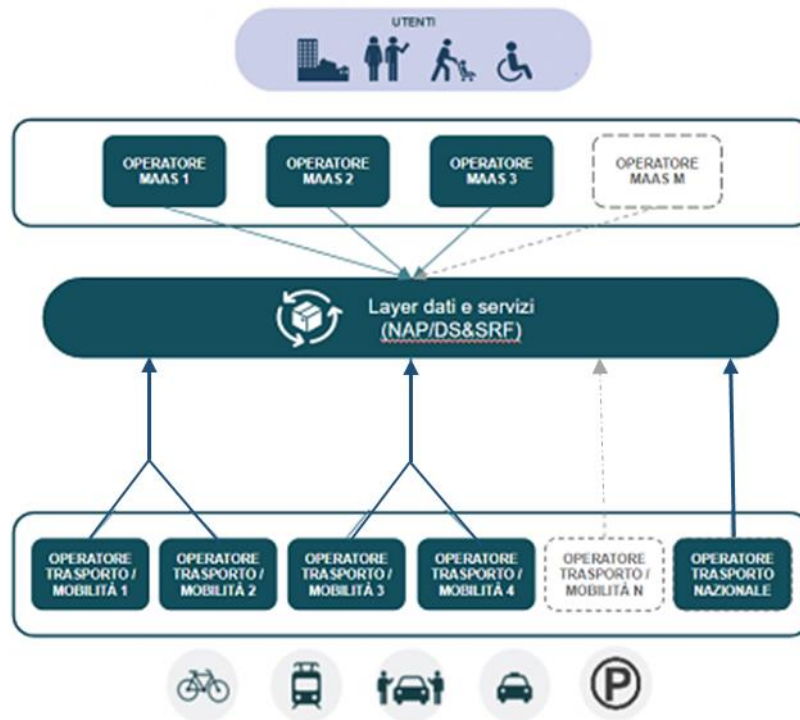 UTENTI
OPERATORE
MAAS 1
OPERATORE
MAAS 2
OPERATORE
MAAS 3
OPERATORE
MAAS M
Layer dati e servizi
(NAP/DS&SRF)
OPERATORE
TRASPORTO /
MOBILITÀ 1
OPERATORE
TRASPORTO /
MOBILITÀ 2
OPERATORE
TRASPORTO /
MOBILITÀ 3
OPERATORE
TRASPORTO /
MOBILITÀ 4
OPERATORE
TRASPORTO /
MOBILITÀ N
OPERATORE
TRASPORTO
NAZIONALE
P